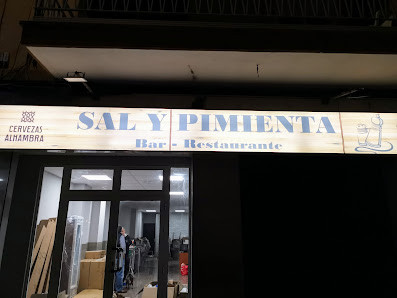 SAL Y PIMIENTA
Bar - Restaurante
CERVEZAS
ALHAMBRA